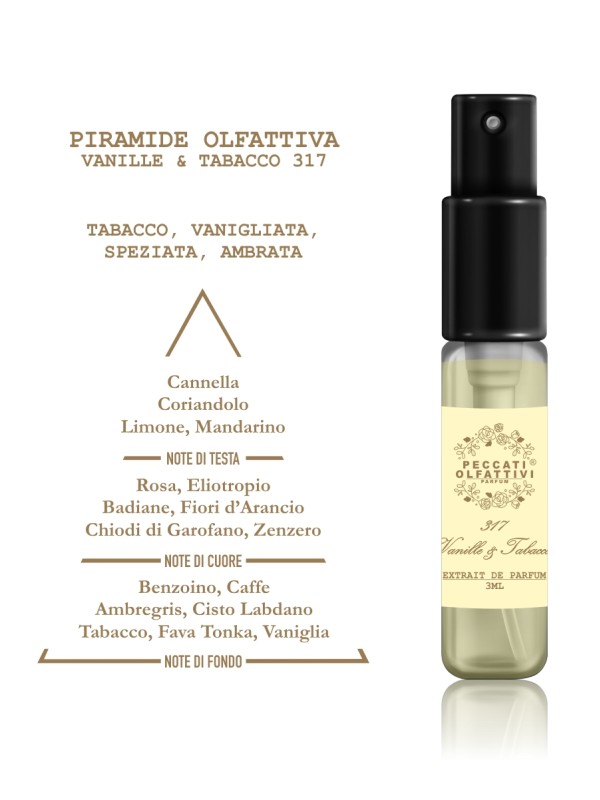 PIRAMIDE OLFATTIVA
VANILLE & TABACCO 317
TABACCO, VANIGLIATA,
SPEZIATA, AMBRATA
Cannella
Coriandolo
Limone, Mandarino
NOTE DI TESTA
Rosa, Eliotropio
Badiane, Fiori d'Arancio
Chiodi di Garofano, Zenzero
NOTE DI CUORE
Benzoino, Caffe
Ambregris, Cisto Labdano
Tabacco, Fava Tonka, Vaniglia
NOTE DI FONDO
PECCATI
OLFATTIVI®
PARFUM
317
Vanille & Tabacco
EXTRAIT DE PARFUM
3ML